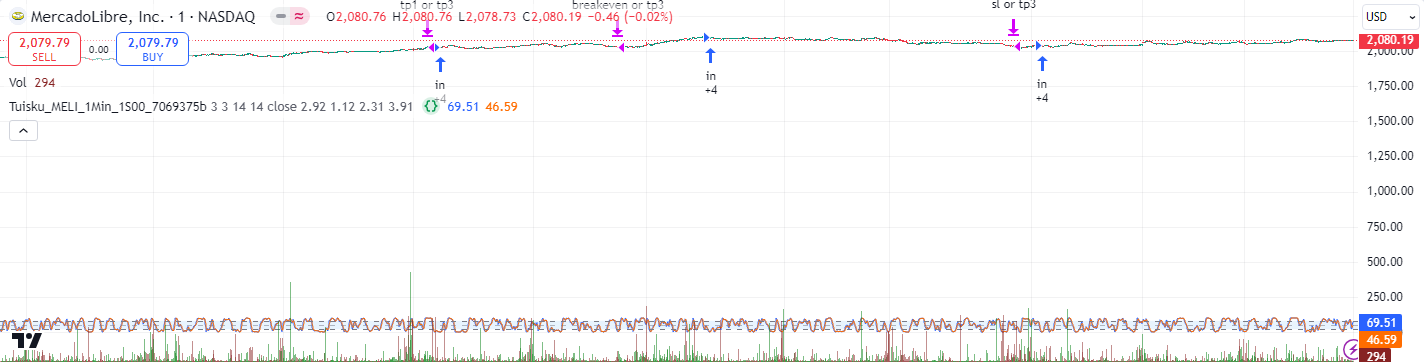 MercadoLibre, Inc. · 1 · NASDAQ
O2,080.76 H2,080.76 L2,078.73 C2,080.19 −0.46 (−0.02%)
tp1 or tp3
breakeven or tp3
sl or tp3
USD
2,079.79
SELL
0.00
2,079.79
BUY
2,080.19
2,000.00
Vol 294
in
+4
in
+4
in
+4
1,750.00
Tuisku_MELI_1Min_1S00_7069375b 3 3 14 14 close 2.92 1.12 2.31 3.91 {} 69.51 46.59
1,500.00
1,250.00
1,000.00
750.00
500.00
250.00
69.51
46.59
294